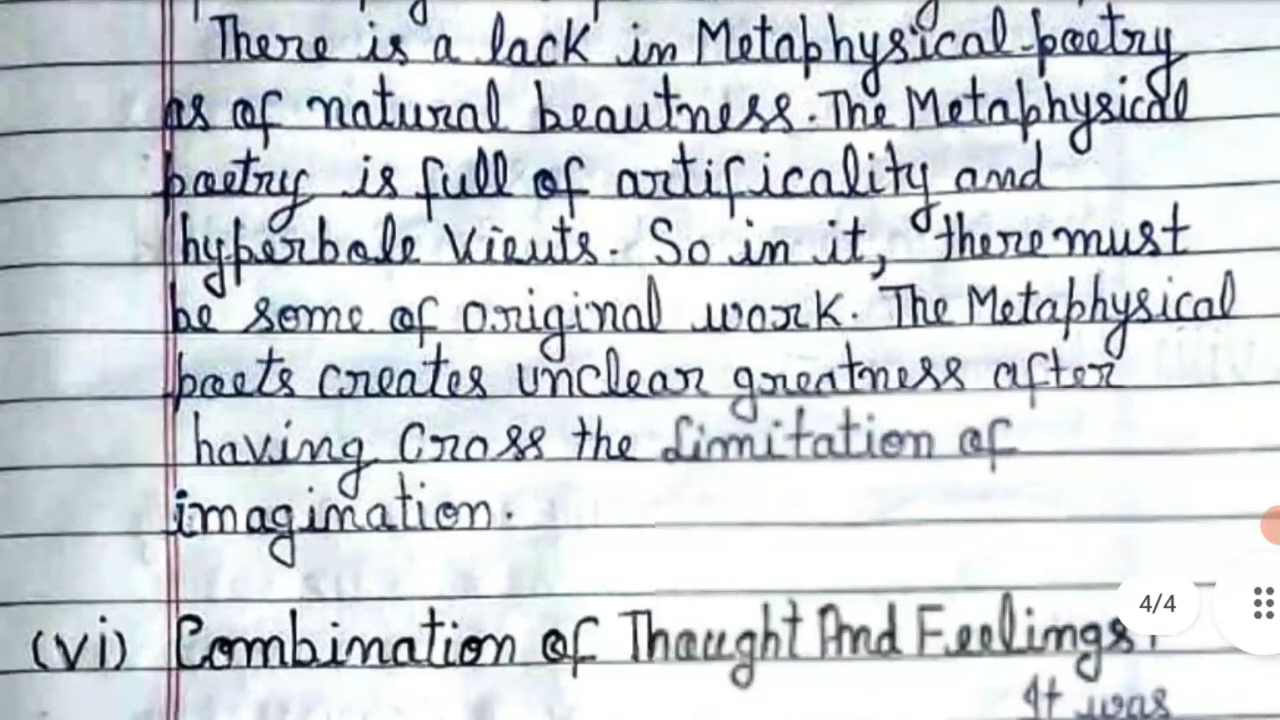 There is a lack in Metaphysical poetry
as of natural beautness. The Metaphysical
poetry is full of artificality and
hyperbole Vieuts. So in it, there must
be some of original work. The Metaphysical
poets creates unclear greatness after
having Cross the Limitation of
imagination.
4/4
(vi) Combination of Thought And Feelings:
It was